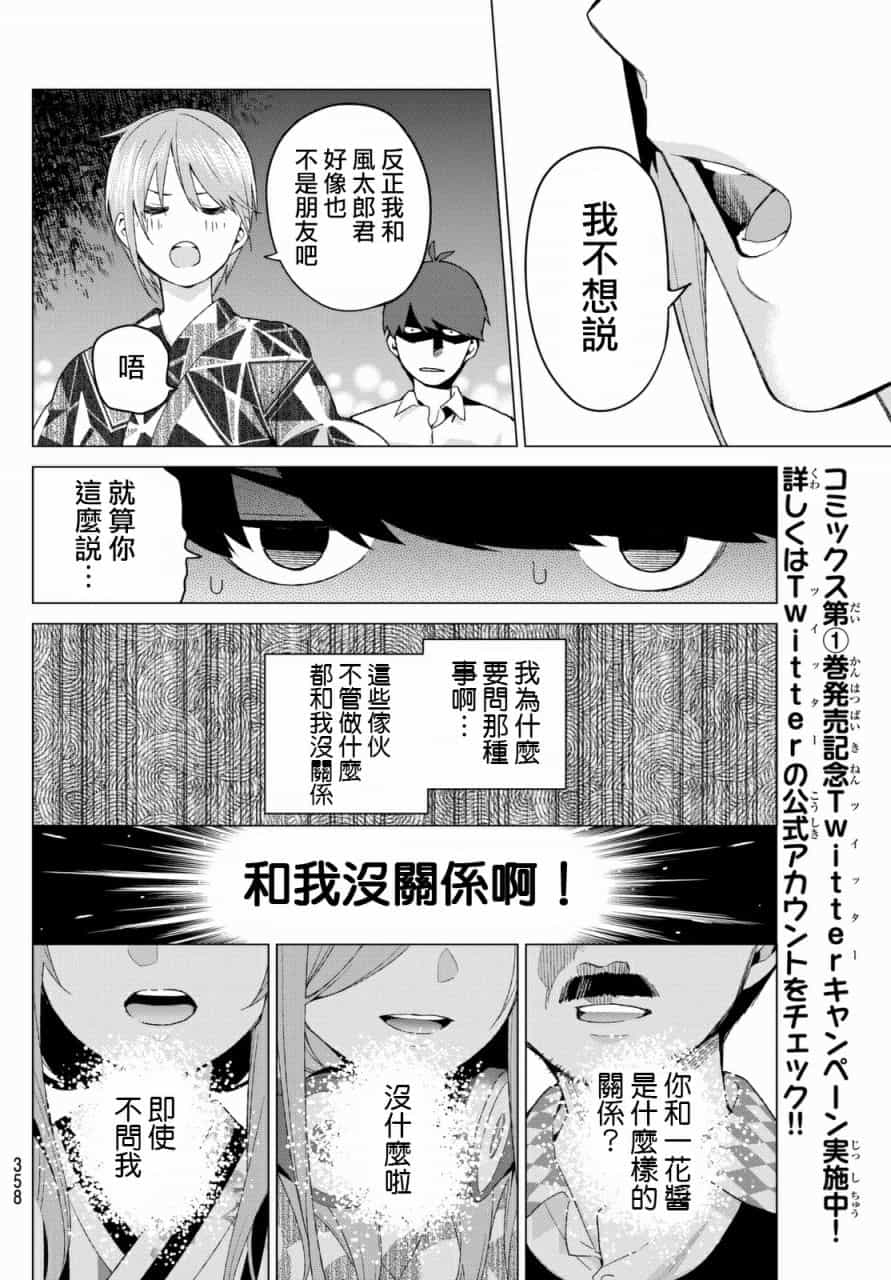 我不想説
反正我和
風太郎君
好像也
不是朋友吧
唔
就算你
這麼説…
我為什麼
要問那種
事啊…
這些傢伙
不管做什麼
都和我沒關係
和我沒關係啊！
你和一花醬
是什麼樣的
關係？
沒什麼啦
即使
不問我
コミックス第①巻発売記念Twitterキャンペーン実施中！
詳しくはTwitterの公式アカウントをチェック!!
358